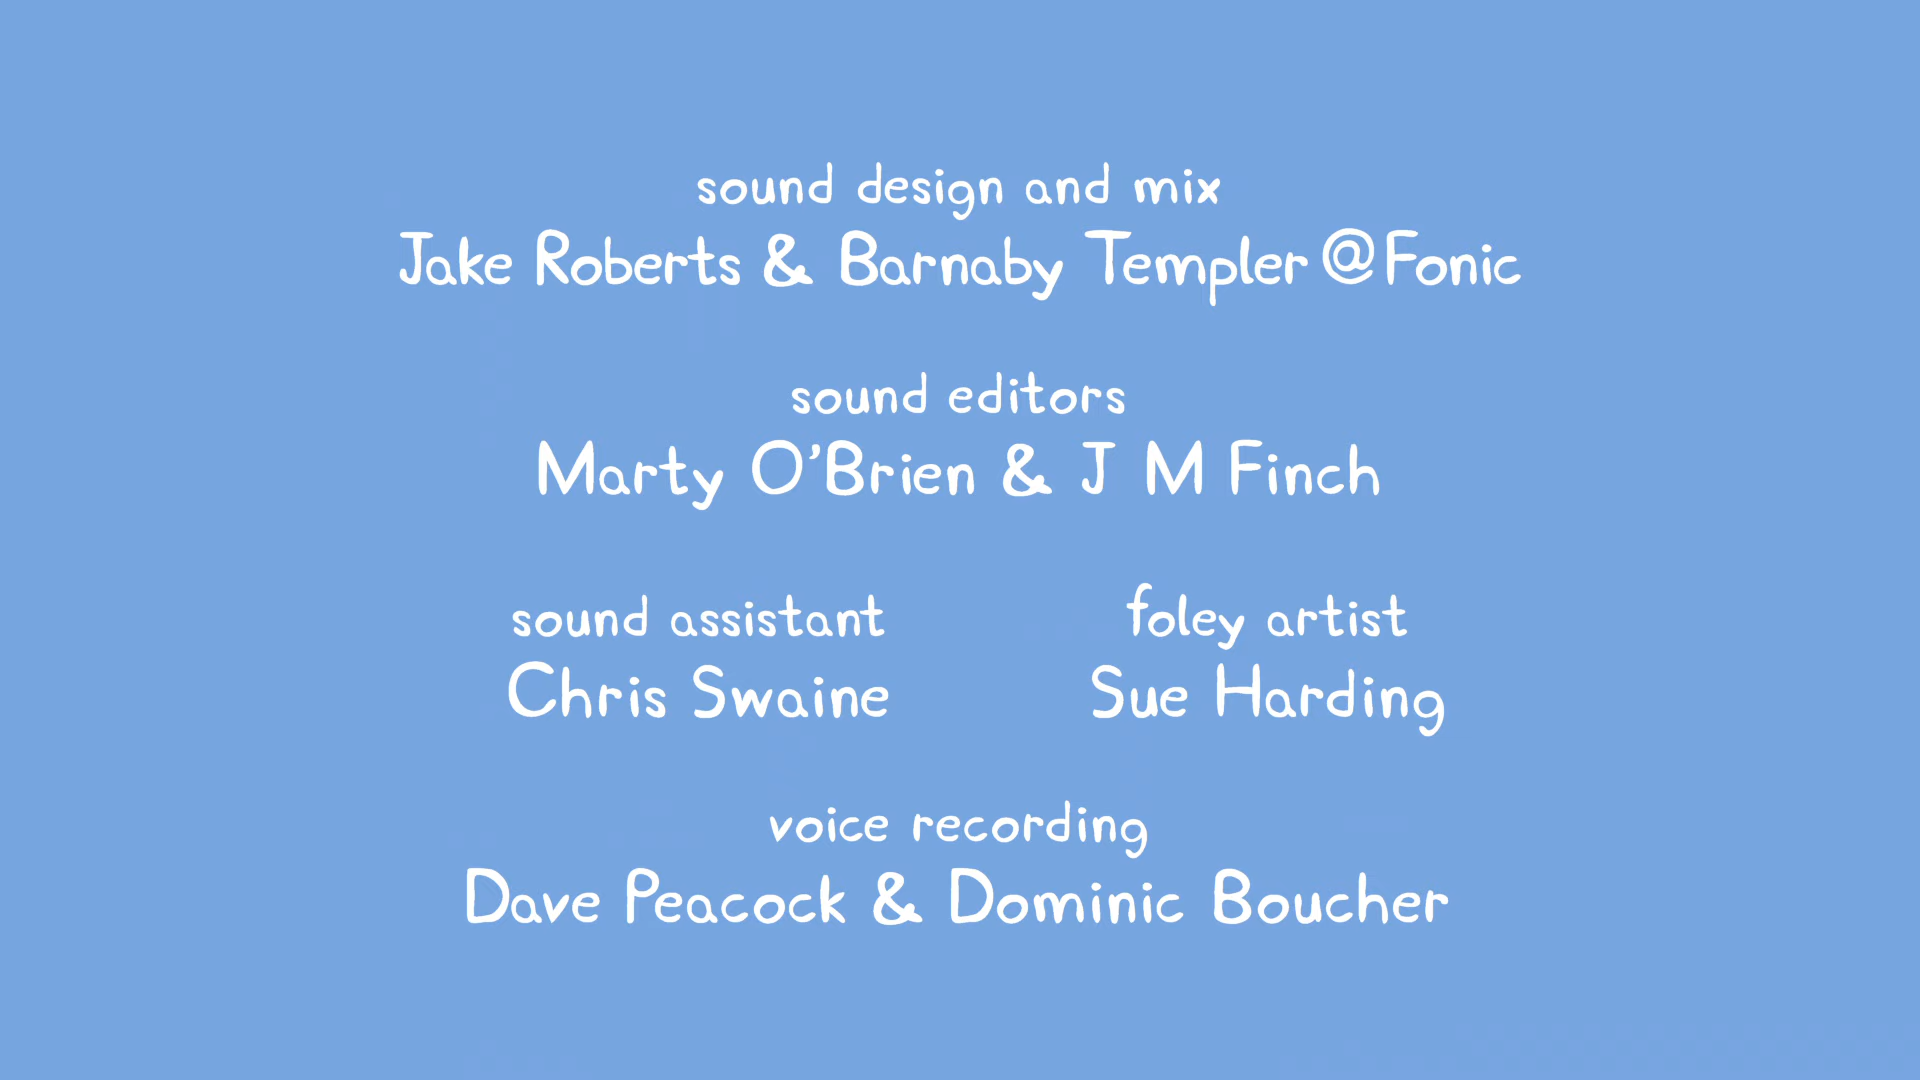 sound design and mix
Jake Roberts & Barnaby Templer @Fonic
sound editors
Marty O'Brien & J M Finch
sound assistant
Chris Swaine
foley artist
Sue Harding
voice recording
Dave Peacock & Dominic Boucher